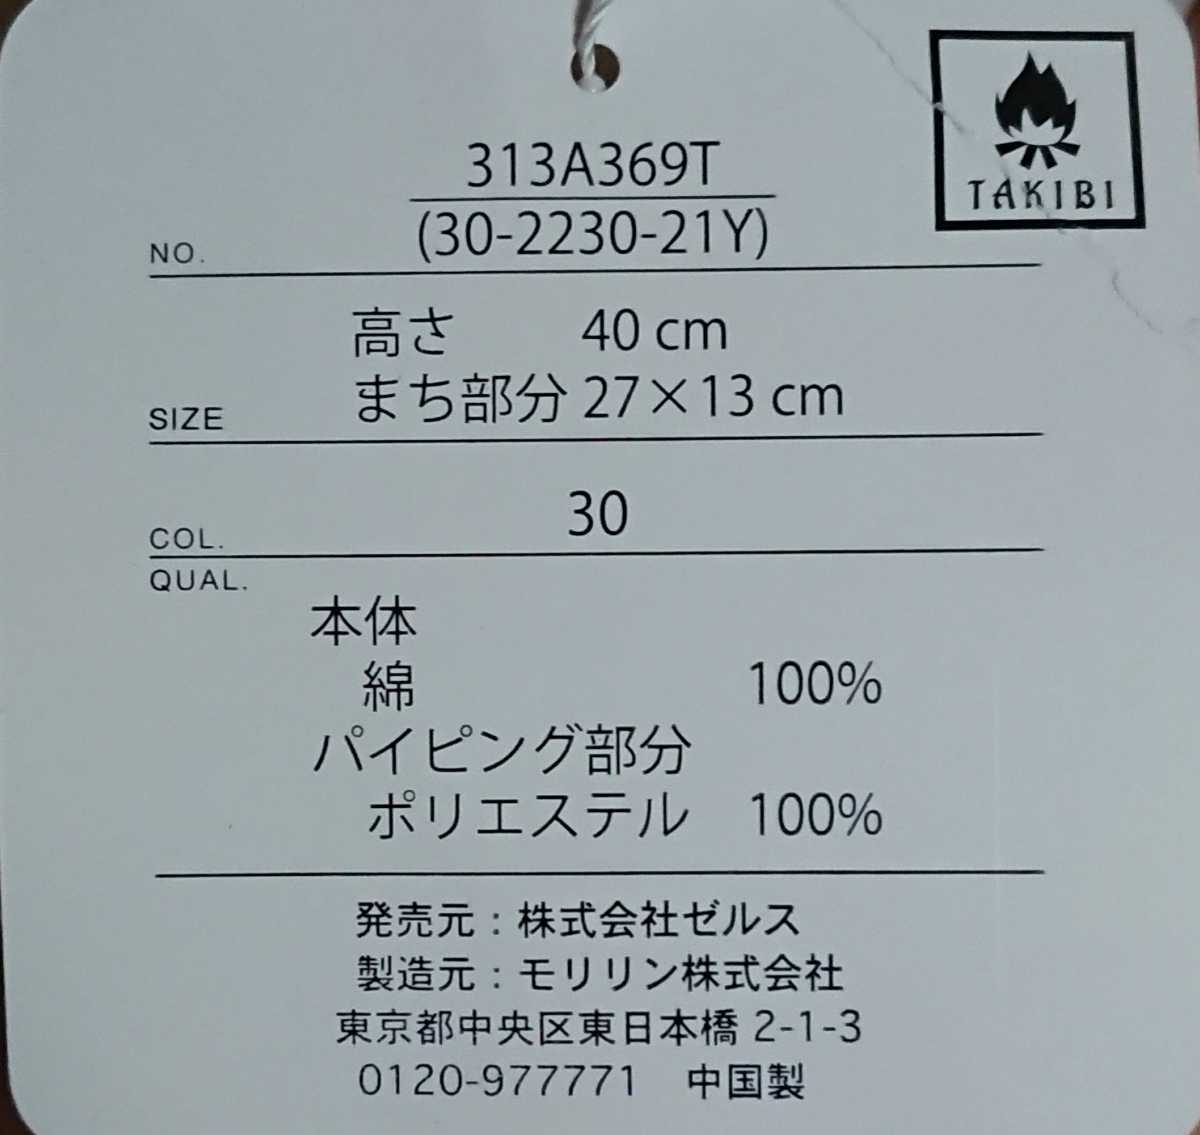 TAKIBI
313A369T
NO. (30-2230-21Y)
高さ 40 cm
SIZE まち部分 27×13 cm
COL. 30
QUAL.
本体
綿 100%
パイピング部分
ポリエステル 100%
発売元：株式会社ゼルス
製造元：モリリン株式会社
東京都中央区東日本橋 2-1-3
0120-977771 中国製